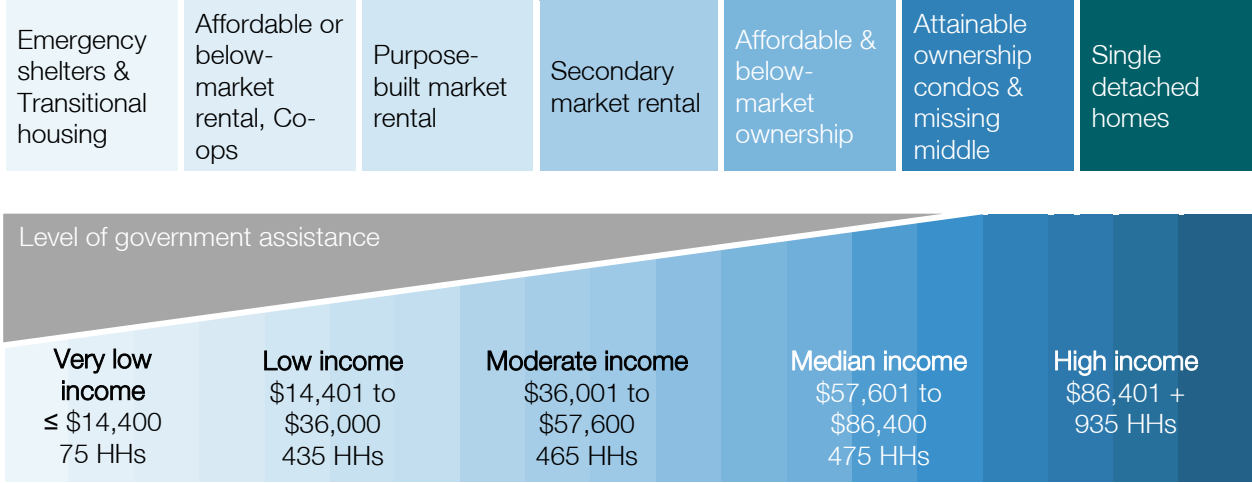 Emergency
shelters &
Transitional
housing
Affordable or
below-
market
rental, Co-
ops
Purpose-
built market
rental
Secondary
market rental
Affordable &
below-
market
ownership
Attainable
ownership
condos &
missing
middle
Single
detached
homes
Level of government assistance
Very low
income
≤ $14,400
75 HHs
Low income
$14,401 to
$36,000
435 HHs
Moderate income
$36,001 to
$57,600
465 HHs
Median income
$57,601 to
$86,400
475 HHs
High income
$86,401 +
935 HHs